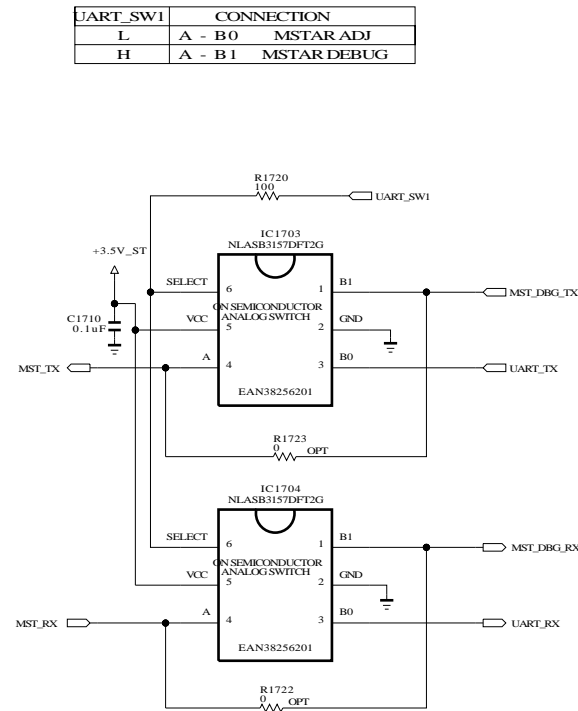 UART_SW1 CONNECTION
L A - B0 MSTAR ADJ
H A - B1 MSTAR DEBUG
R1720
100
UART_SW1
IC1703
NLASB3157DFT2G
+3.5V_ST
SELECT 6 1 B1 MST_DBG_TX
ON SEMICONDUCTOR
C1710
0.1uF
VCC 5 ANALOG SWITCH 2 GND
MST_TX A 4 3 B0 UART_TX
EAN38256201
R1723
0 OPT
IC1704
NLASB3157DFT2G
SELECT 6 1 B1 MST_DBG_RX
ON SEMICONDUCTOR
VCC 5 ANALOG SWITCH 2 GND
MST_RX A 4 3 B0 UART_RX
EAN38256201
R1722
0 OPT